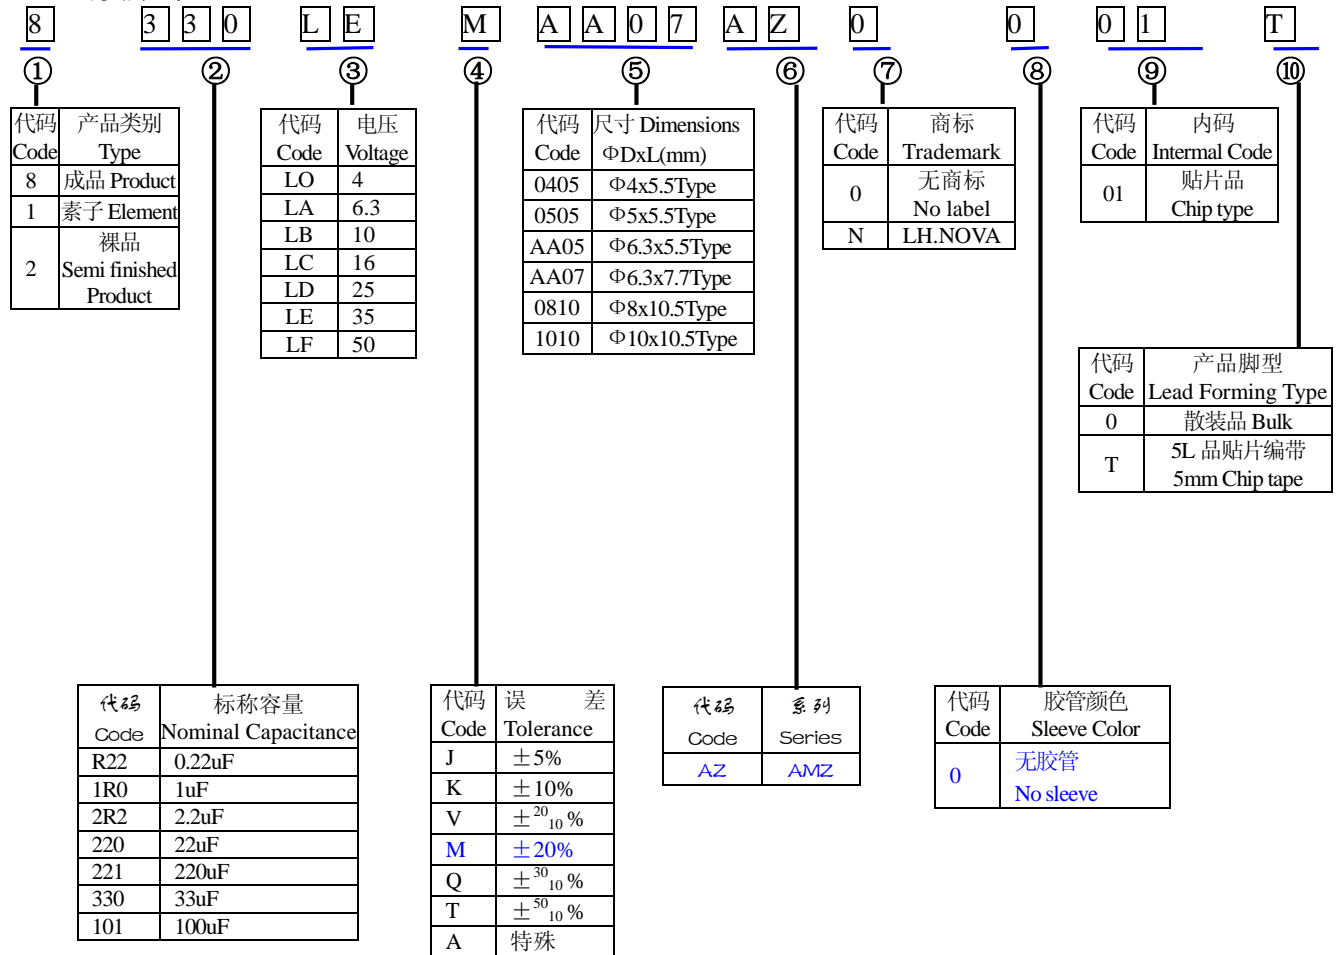 8 3 3 0 L E M A A 0 7 A Z 0 0 0 1 T
① ② ③ ④ ⑤ ⑥ ⑦ ⑧ ⑨ ⑩
代码 产品类别
Code Type
8 成品 Product
1 素子 Element
2 裸品
Semi finished
Product
代码 电压
Code Voltage
LO 4
LA 6.3
LB 10
LC 16
LD 25
LE 35
LF 50
代码 尺寸 Dimensions
Code ΦDxL(mm)
0405 Φ4x5.5Type
0505 Φ5x5.5Type
AA05 Φ6.3x5.5Type
AA07 Φ6.3x7.7Type
0810 Φ8x10.5Type
1010 Φ10x10.5Type
代码 商标
Code Trademark
0 无商标
No label
N LH.NOVA
代码 内码
Code Intermal Code
01 贴片品
Chip type
代码 产品脚型
Code Lead Forming Type
0 散装品 Bulk
T 5L 品贴片编带
5mm Chip tape
代码 标称容量
Code Nominal Capacitance
R22 0.22uF
1R0 1uF
2R2 2.2uF
220 22uF
221 220uF
330 33uF
101 100uF
代码 误 差
Code Tolerance
J ±5%
K ±10%
V ±20 10 %
M ±20%
Q ±30 10 %
T ±50 10 %
A 特殊
代码 系列
Code Series
AZ AMZ
代码 胶管颜色
Code Sleeve Color
0 无胶管
No sleeve